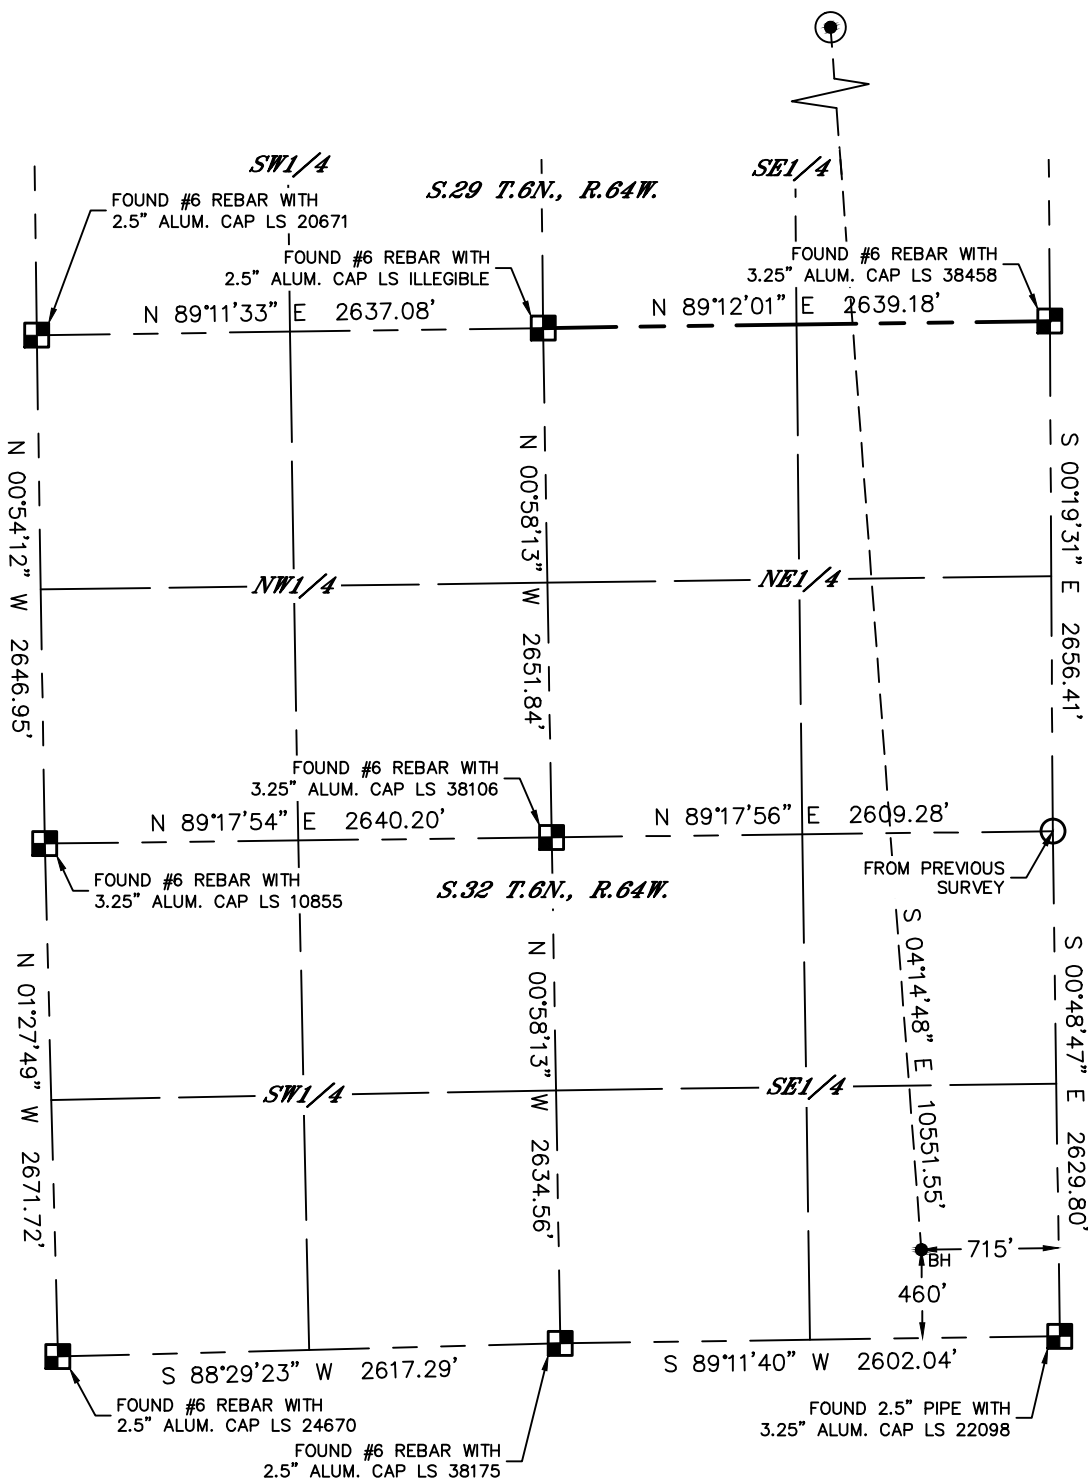 SW1/4
SE1/4
S.29 T.6N., R.64W.
FOUND #6 REBAR WITH
2.5" ALUM. CAP LS 20671
FOUND #6 REBAR WITH
2.5" ALUM. CAP LS ILLEGIBLE
FOUND #6 REBAR WITH
3.25" ALUM. CAP LS 38458
N 89°11'33" E 2637.08'
N 89°12'01" E 2639.18'
N 00°54'12" W 2646.95'
N 00°58'13" W 2651.84'
S 00°19'31" E 2656.41'
NW1/4
NE1/4
FOUND #6 REBAR WITH
3.25" ALUM. CAP LS 38106
N 89°17'54" E 2640.20'
N 89°17'56" E 2609.28'
FROM PREVIOUS
SURVEY
FOUND #6 REBAR WITH
3.25" ALUM. CAP LS 10855
S.32 T.6N., R.64W.
N 01°27'49" W 2671.72'
N 00°58'13" W 2634.56'
S 04°14'48" E 10551.55'
S 00°48'47" E 2629.80'
SW1/4
SE1/4
715'
BH
460'
S 88°29'23" W 2617.29'
S 89°11'40" W 2602.04'
FOUND #6 REBAR WITH
2.5" ALUM. CAP LS 24670
FOUND #6 REBAR WITH
2.5" ALUM. CAP LS 38175
FOUND 2.5" PIPE WITH
3.25" ALUM. CAP LS 22098